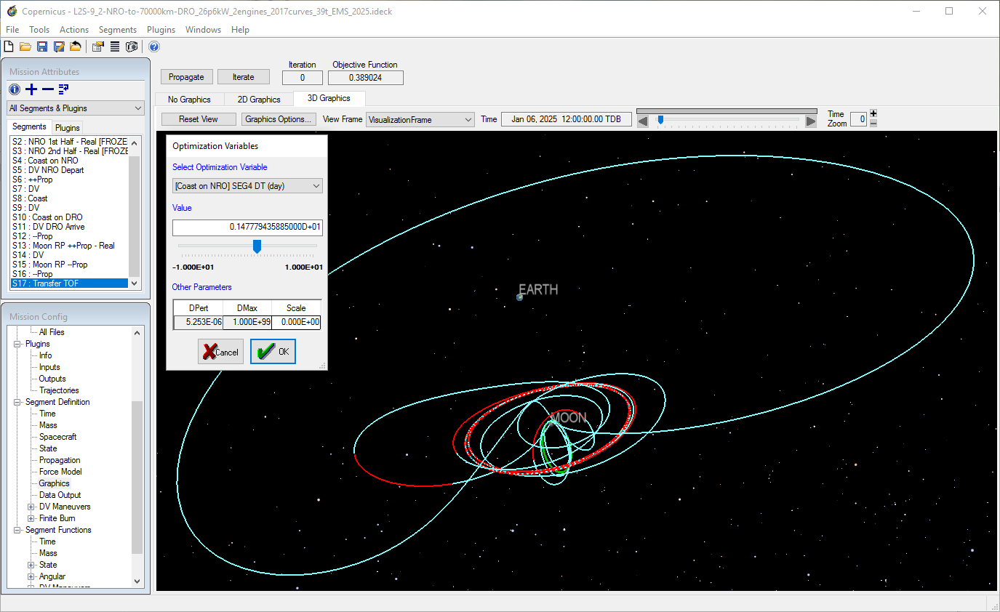 Copernicus - L2S-9_2-NRO-to-70000km-DRO_26p6kW_2engines_2017curves_39t_EMS_2025.ideck
File Tools Actions Segments Plugins Windows Help
Mission Attributes
All Segments & Plugins
Segments Plugins
S2 : NRO 1st Half - Real [FROZE
S3 : NRO 2nd Half - Real [FROZE
S4 : Coast on NRO
S5 : DV NRO Depart
S6 : ++Prop
S7 : DV
S8 : Coast
S9 : DV
S10 : Coast on DRO
S11 : DV DRO Arrive
S12 : --Prop
S13 : Moon RP ++Prop - Real
S14 : DV
S15 : Moon RP --Prop
S16 : --Prop
S17 : Transfer TOF
Mission Config
All Files
Plugins
Info
Inputs
Outputs
Trajectories
Segment Definition
Time
Mass
Spacecraft
State
Propagation
Force Model
Graphics
Data Output
DV Maneuvers
Finite Burn
Segment Functions
Time
Mass
State
Angular
DV Maneuvers
Iteration Objective Function
Propagate Iterate 0 0.389024
No Graphics 2D Graphics 3D Graphics
Reset View Graphics Options... View Frame VisualizationFrame Time Jan 06, 2025 12:00:00.00 TDB Time Zoom 0
Optimization Variables
Select Optimization Variable
[Coast on NRO] SEG4 DT (day)
Value
0.147779435885000D+01
-1.000E+01 1.000E+01
Other Parameters
DPert DMax Scale
5.253E-06 1.000E+99 0.000E+00
Cancel OK
EARTH
MOON